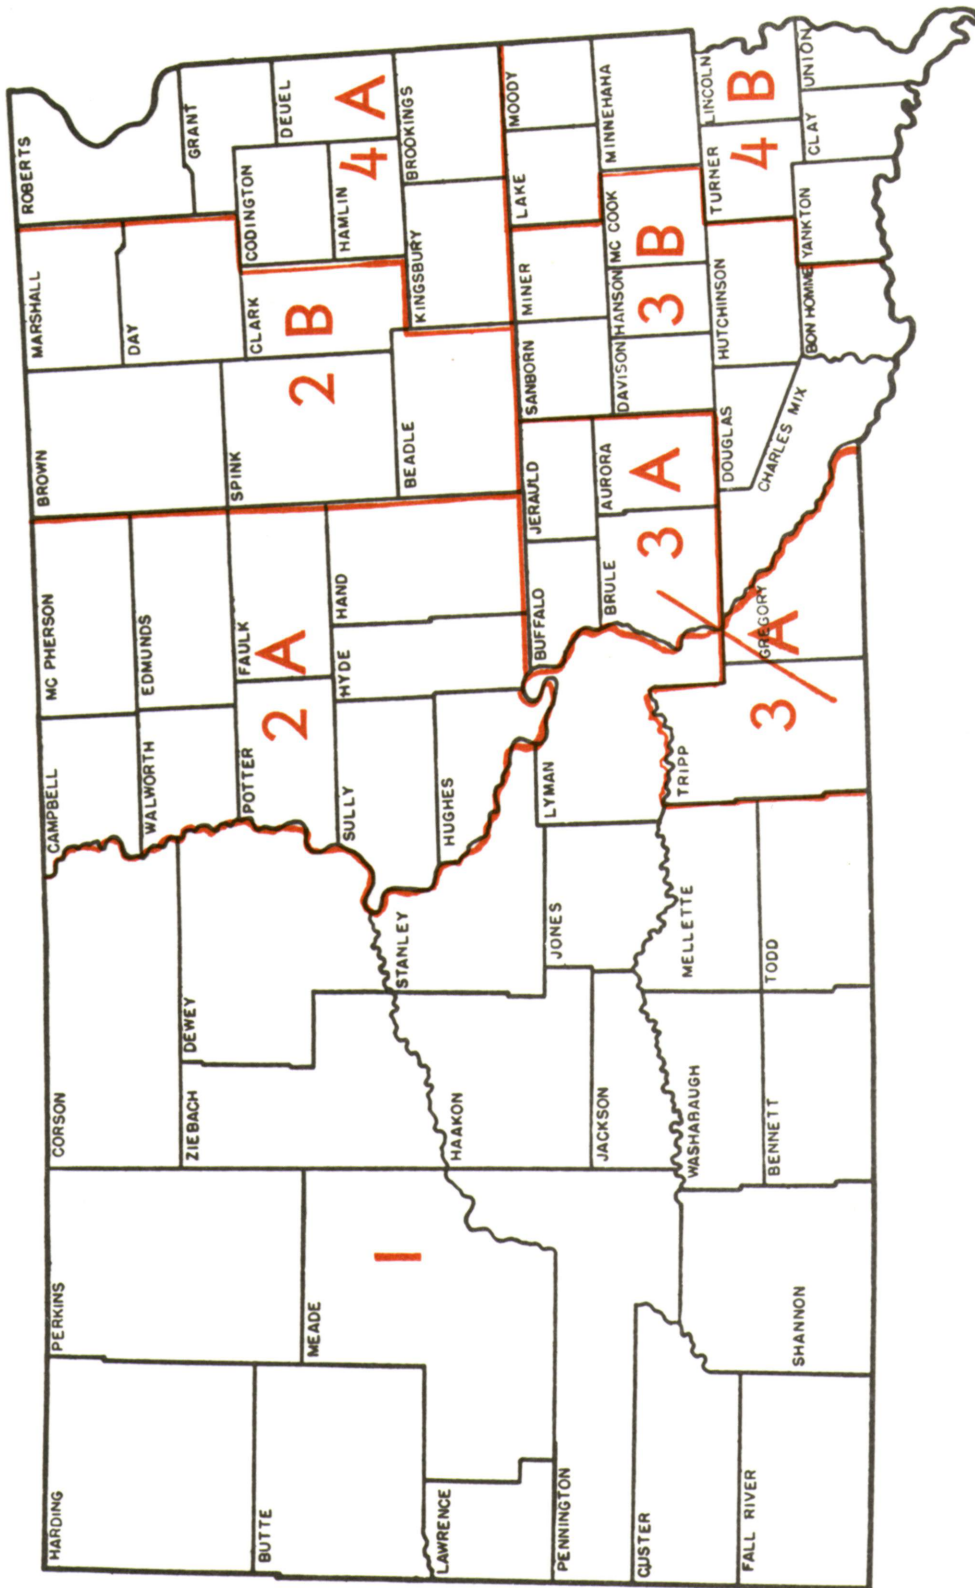 HARDING
PERKINS
CORSON
CAMPBELL
MC PHERSON
BROWN
MARSHALL
ROBERTS
BUTTE
MEADE
ZIEBACH
DEWEY
WALWORTH
EDMUNDS
DAY
GRANT
POTTER
FAULK
SPINK
CLARK
CODINGTON
DEUEL
HAMLIN
1
2 A
2 B
4 A
LAWRENCE
HAAKON
STANLEY
SULLY
HYDE
HAND
BEADLE
KINGSBURY
BROOKINGS
HUGHES
PENNINGTON
JACKSON
JONES
LYMAN
BUFFALO
JERAULD
SANBORN
MINER
LAKE
MOODY
BRULE
AURORA
DAVISON
HANSON
MC COOK
MINNEHAHA
3 A
3 B
CUSTER
WASHABAUGH
MELLETTE
TRIPP
GREGORY
DOUGLAS
HUTCHINSON
TURNER
LINCOLN
3 A
4 B
FALL RIVER
SHANNON
BENNETT
TODD
CHARLES MIX
BON HOMME
YANKTON
CLAY
UNION